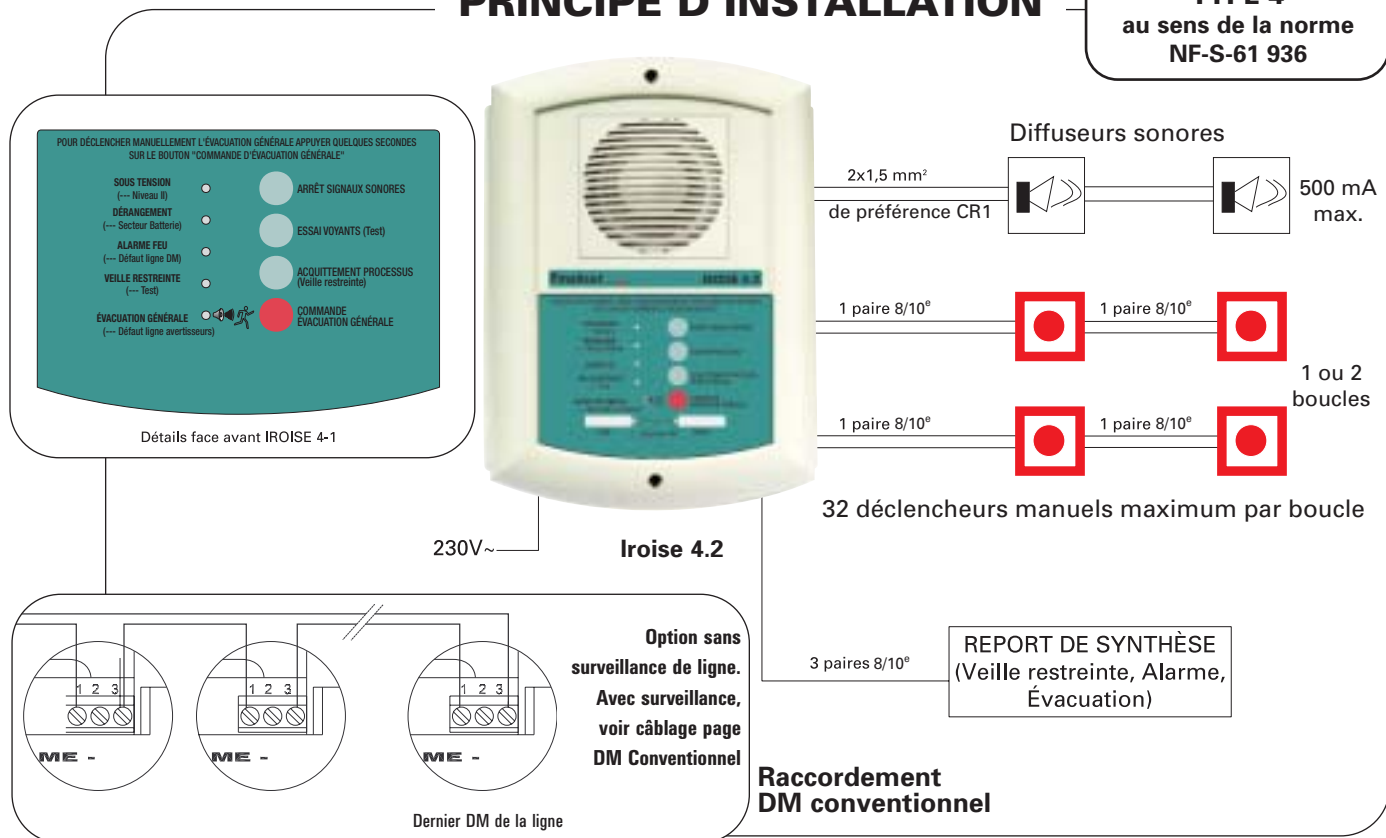 PRINCIPE D'INSTALLATION
TYPE 4
au sens de la norme
NF-S-61 936
POUR DÉCLENCHER MANUELLEMENT L'ÉVACUATION GÉNÉRALE APPUYER QUELQUES SECONDES
SUR LE BOUTON "COMMANDE D'ÉVACUATION GÉNÉRALE"
SOUS TENSION
(--- Niveau II)
DÉRANGEMENT
(--- Secteur Batterie)
ALARME FEU
(--- Défaut ligne DM)
VEILLE RESTREINTE
(--- Test)
ÉVACUATION GÉNÉRALE
(--- Défaut ligne avertisseurs)
ARRÊT SIGNAUX SONORES
ESSAI VOYANTS (Test)
ACQUITTEMENT PROCESSUS
(Veille restreinte)
COMMANDE
ÉVACUATION GÉNÉRALE
Détails face avant IROISE 4-1
IROISE 4.2
Diffuseurs sonores
2x1,5 mm²
de préférence CR1
500 mA
max.
1 paire 8/10e
1 paire 8/10e
1 ou 2
boucles
1 paire 8/10e
1 paire 8/10e
32 déclencheurs manuels maximum par boucle
230V~
Iroise 4.2
3 paires 8/10e
REPORT DE SYNTHÈSE
(Veille restreinte, Alarme,
Évacuation)
1 2 3
ME -
1 2 3
ME -
1 2 3
ME -
Dernier DM de la ligne
Option sans
surveillance de ligne.
Avec surveillance,
voir câblage page
DM Conventionnel
Raccordement
DM conventionnel